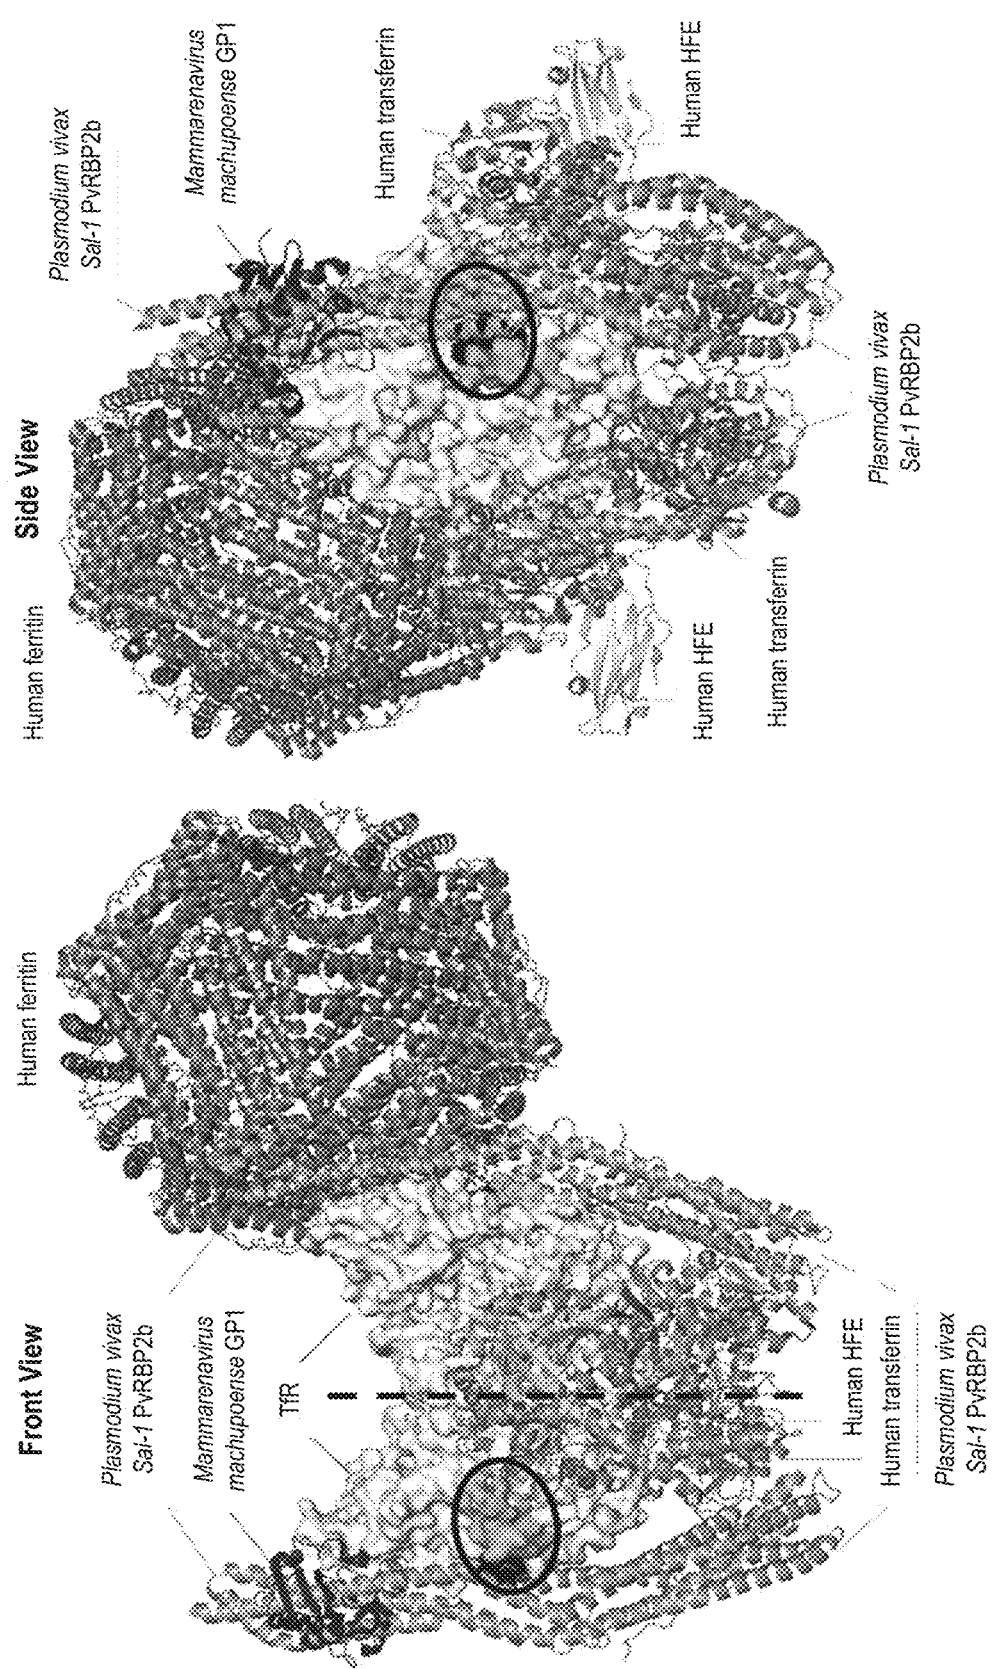 Front View
Human ferritin
Plasmodium vivax
Sal-1 PvRBP2b
Mammarenavirus
machupoense GP1
TfR
Human HFE
Human transferrin
Plasmodium vivax
Sal-1 PvRBP2b
Side View
Human ferritin
Plasmodium vivax
Sal-1 PvRBP2b
Mammarenavirus
machupoense GP1
Human transferrin
Human HFE
Human HFE
Human transferrin
Plasmodium vivax
Sal-1 PvRBP2b